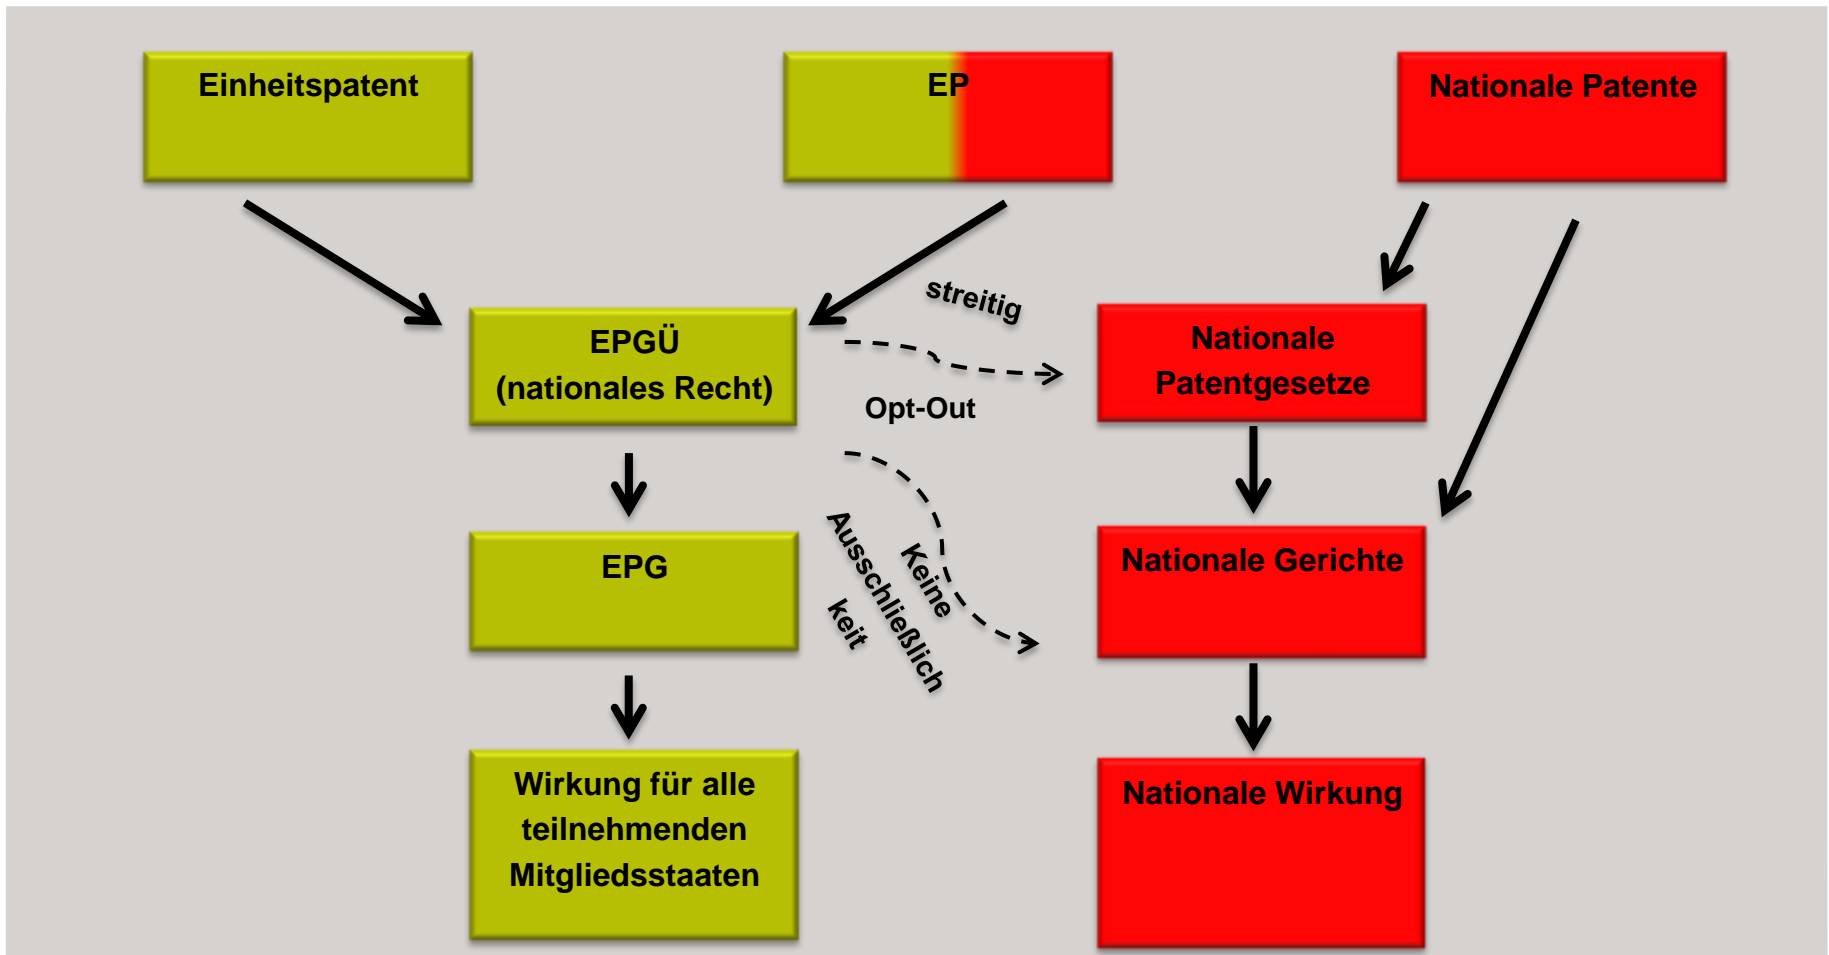 Einheitspatent
EP
Nationale Patente
EPGÜ
(nationales Recht)
streitig
Opt-Out
Nationale
Patentgesetze
EPG
Keine
Ausschließlich
keit
Nationale Gerichte
Wirkung für alle
teilnehmenden
Mitgliedsstaaten
Nationale Wirkung